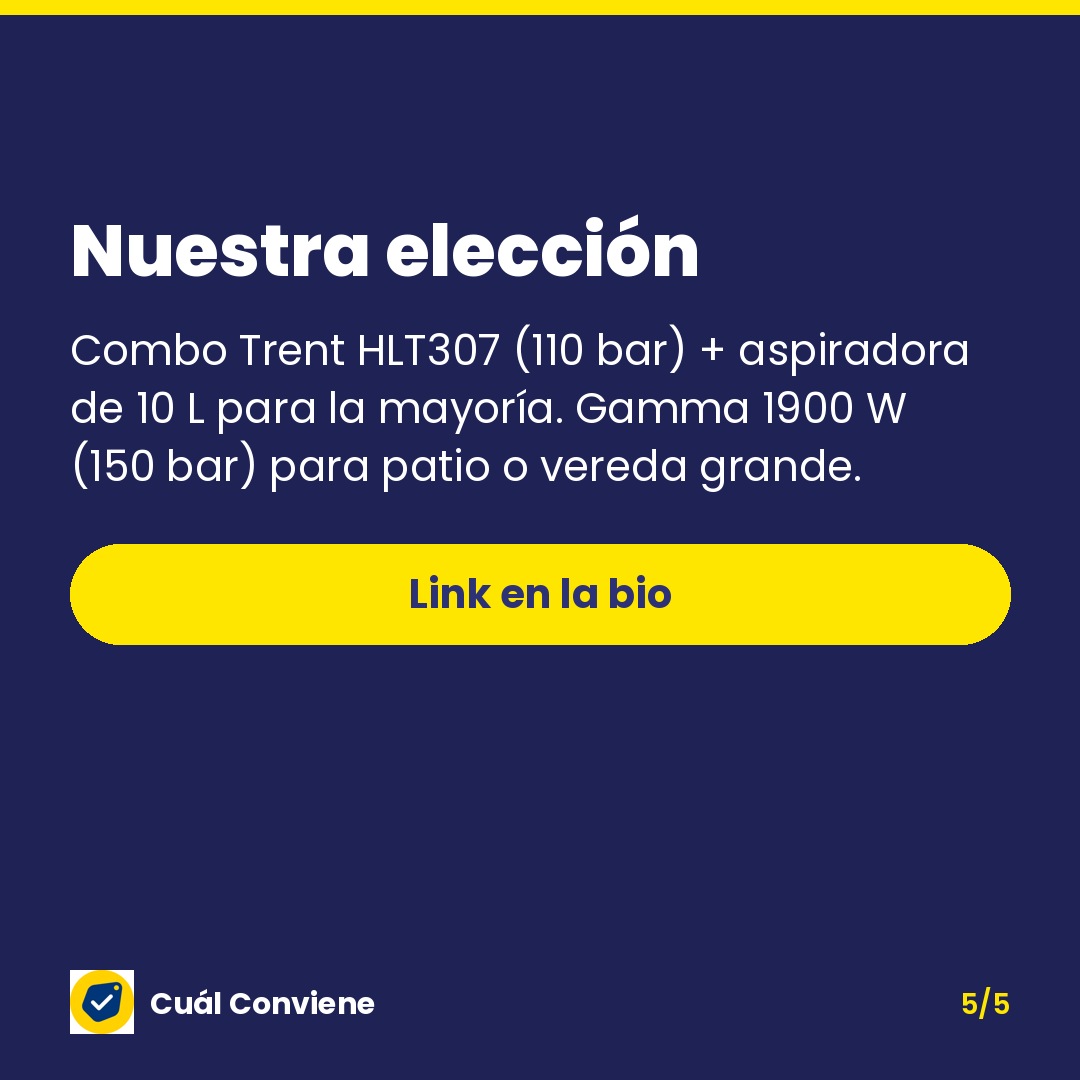 Nuestra elección
Combo Trent HLT307 (110 bar) + aspiradora
de 10 L para la mayoría. Gamma 1900 W
(150 bar) para patio o vereda grande.
Link en la bio
Cuál Conviene
5/5